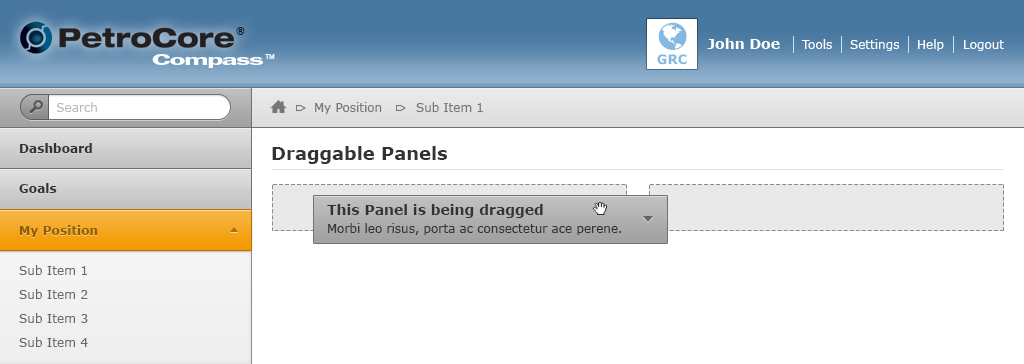 PetroCore®
Compass™
GRC
John Doe
Tools
Settings
Help
Logout
Search
My Position
Sub Item 1
Dashboard
Goals
My Position
Sub Item 1
Sub Item 2
Sub Item 3
Sub Item 4
Draggable Panels
This Panel is being dragged
Morbi leo risus, porta ac consectetur ace perene.